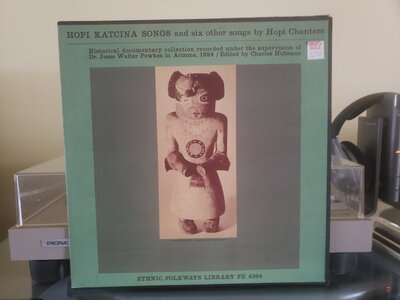 HOPI KATCINA SONGS and six other songs by Hopi Chanters
Historical documentary collection recorded under the supervision of
Dr. Jesse Walter Fewkes in Arizona, 1924 / Edited by Charles Hofmann
ETHNIC FOLKWAYS LIBRARY FE 4394